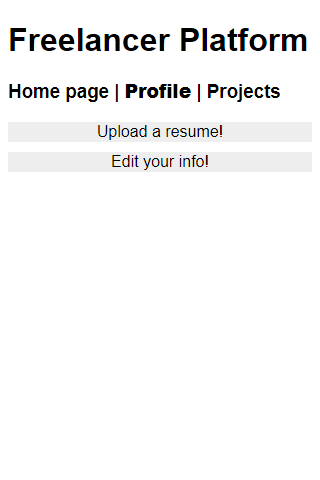 Freelancer Platform
Home page | Profile | Projects
Upload a resume!
Edit your info!